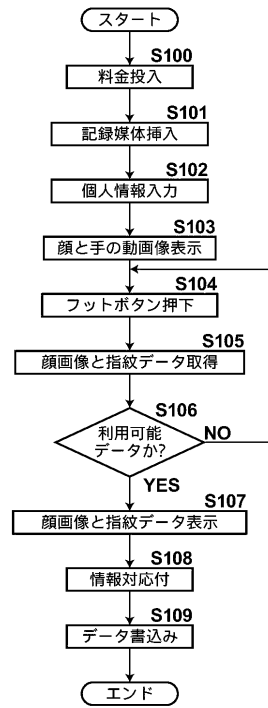 スタート
S100
料金投入
S101
記録媒体挿入
S102
個人情報入力
S103
顔と手の動画像表示
S104
フットボタン押下
S105
顔画像と指紋データ取得
S106
利用可能
データか?
NO
YES
S107
顔画像と指紋データ表示
S108
情報対応付
S109
データ書込み
エンド